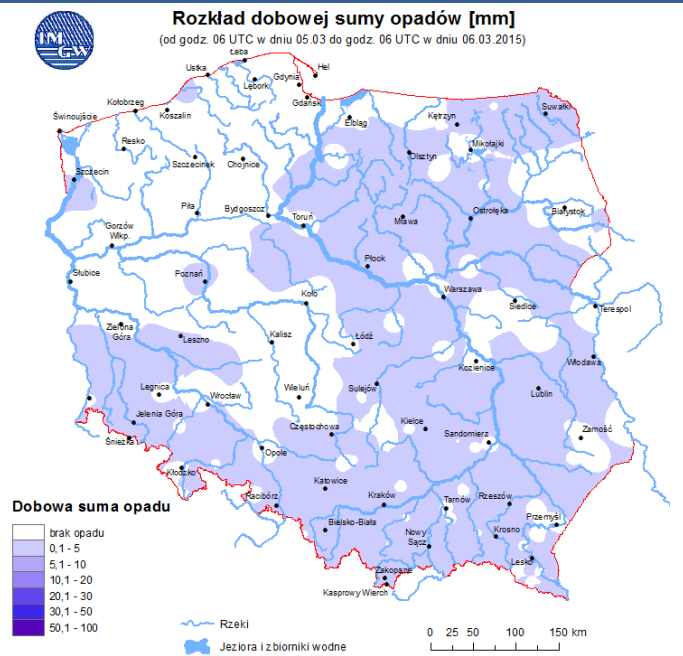 Rozkład dobowej sumy opadów [mm]
(od godz. 06 UTC w dniu 05.03 do godz. 06 UTC w dniu 06.03.2015)
IM
GW
Łeba
Ustka
Hel
Gdynia
Lębork
Gdańsk
Kołobrzeg
Koszalin
Świnoujście
Elbląg
Kętrzyn
Suwałki
Resko
Szczecinek
Chojnice
Olsztyn
Mikołajki
Szczecin
Piła
Bydgoszcz
Toruń
Mława
Ostrołęka
Białystok
Gorzów
Wlkp.
Płock
Słubice
Poznań
Koło
Warszawa
Siedlce
Terespol
Zielona
Góra
Leszno
Kalisz
Łódź
Kozienice
Włodawa
Legnica
Wrocław
Wieluń
Sulejów
Lublin
Jelenia Góra
Śnieżka
Częstochowa
Kielce
Sandomierz
Zamość
Kłodzko
Opole
Katowice
Racibórz
Kraków
Tarnów
Rzeszów
Przemyśl
Bielsko-Biała
Nowy
Sącz
Krosno
Lesko
Zakopane
Kasprowy Wierch
Dobowa suma opadu
brak opadu
0,1 - 5
5,1 - 10
10,1 - 20
20,1 - 30
30,1 - 50
50,1 - 100
Rzeki
Jeziora i zbiorniki wodne
0 25 50 100 150 km